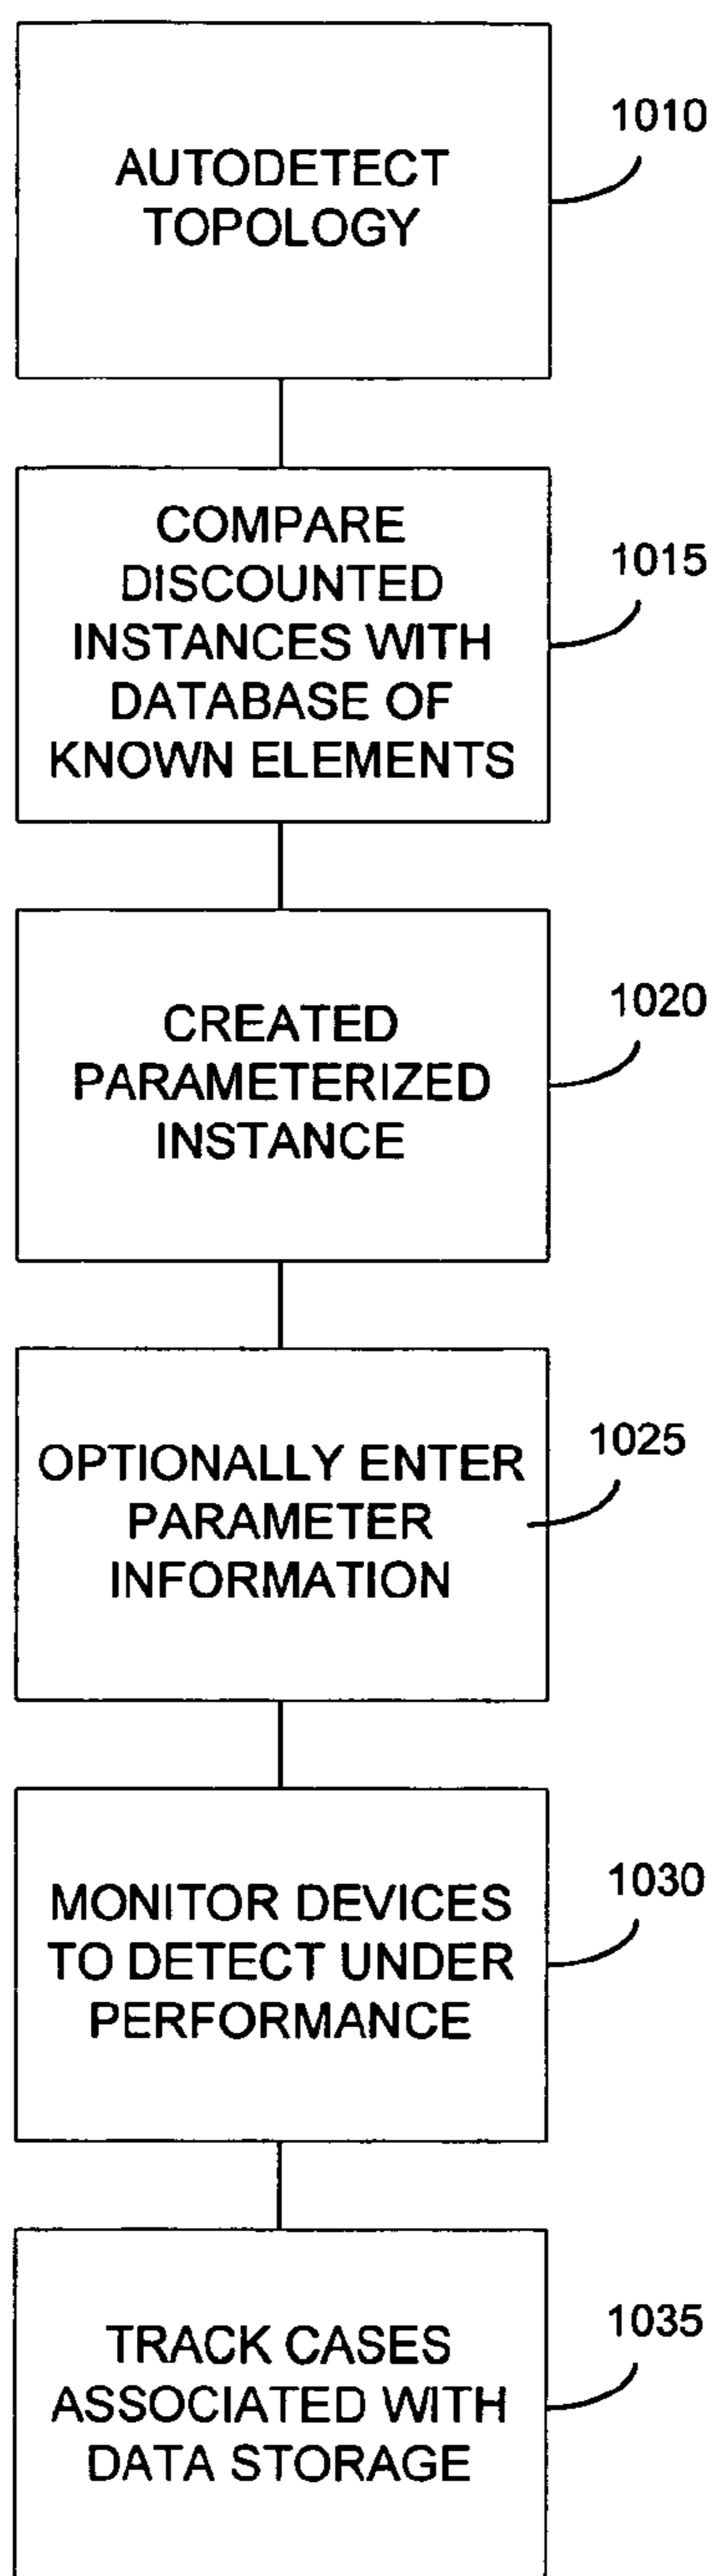 AUTODETECT
TOPOLOGY
1010
COMPARE
DISCOUNTED
INSTANCES WITH
DATABASE OF
KNOWN ELEMENTS
1015
CREATED
PARAMETERIZED
INSTANCE
1020
OPTIONALLY ENTER
PARAMETER
INFORMATION
1025
MONITOR DEVICES
TO DETECT UNDER
PERFORMANCE
1030
TRACK CASES
ASSOCIATED WITH
DATA STORAGE
1035